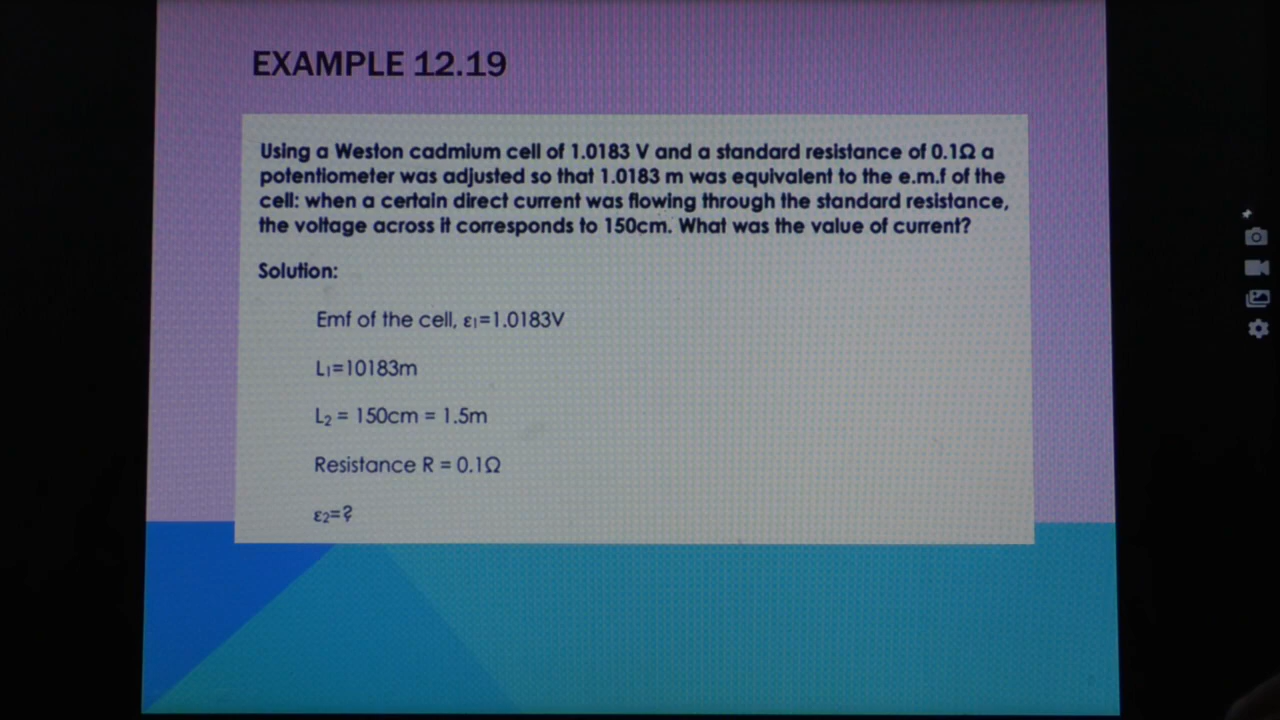 EXAMPLE 12.19
Using a Weston cadmium cell of 1.0183 V and a standard resistance of 0.1Ω a
potentiometer was adjusted so that 1.0183 m was equivalent to the e.m.f of the
cell: when a certain direct current was flowing through the standard resistance,
the voltage across it corresponds to 150cm. What was the value of current?
Solution:
Emf of the cell, ε₁=1.0183V
L₁=10183m
L₂ = 150cm = 1.5m
Resistance R = 0.1Ω
ε₂=?